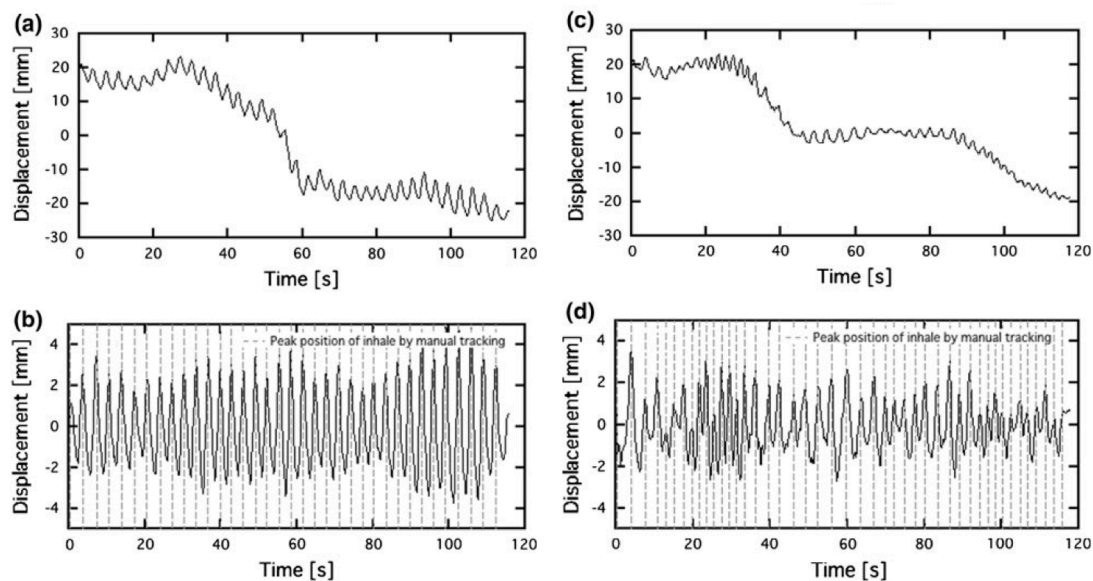 (a)
30
20
10
0
-10
-20
-30
Displacement [mm]
0 20 40 60 80 100 120
Time [s]
(b)
4
2
0
-2
-4
Displacement [mm]
Peak position of inhale by manual tracking
0 20 40 60 80 100 120
Time [s]
(c)
30
20
10
0
-10
-20
-30
Displacement [mm]
0 20 40 60 80 100 120
Time [s]
(d)
4
2
0
-2
-4
Displacement [mm]
Peak position of inhale by manual tracking
0 20 40 60 80 100 120
Time [s]